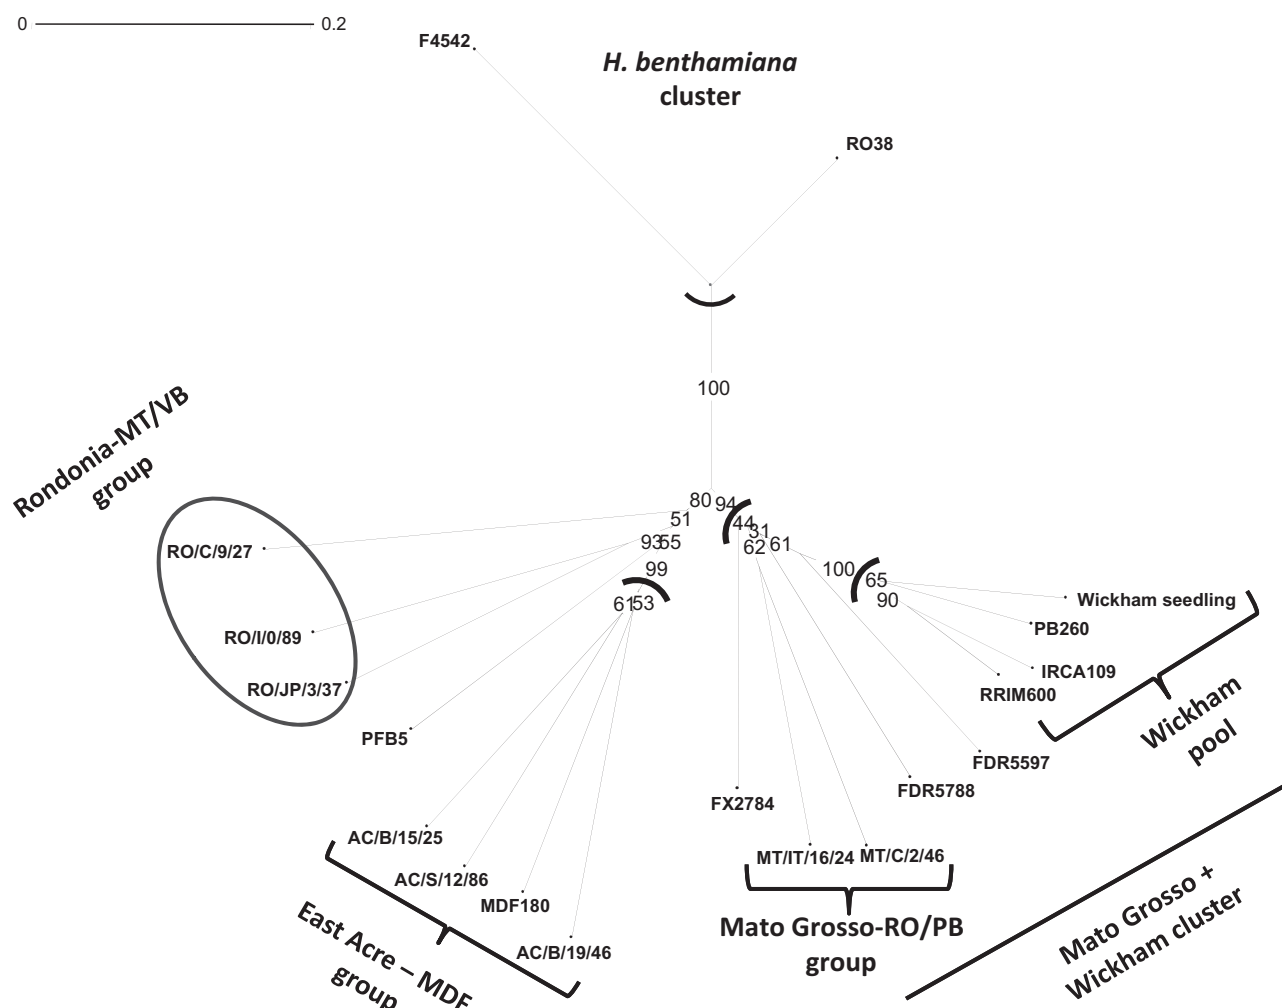 0 0.2
F4542
H. benthamiana
cluster
RO38
100
Rondonia-MT/VB
group
80 94
51 44 31
93 55 62 61
99 100 65
61 53 90
RO/C/9/27
RO/I/0/89
RO/JP/3/37
PFB5
Wickham seedling
PB260
IRCA109
RRIM600
Wickham
pool
FDR5597
FDR5788
FX2784
AC/B/15/25
AC/S/12/86
MDF180
AC/B/19/46
MT/IT/16/24 MT/C/2/46
East Acre – MDF
group
Mato Grosso-RO/PB
group
Mato Grosso +
Wickham cluster